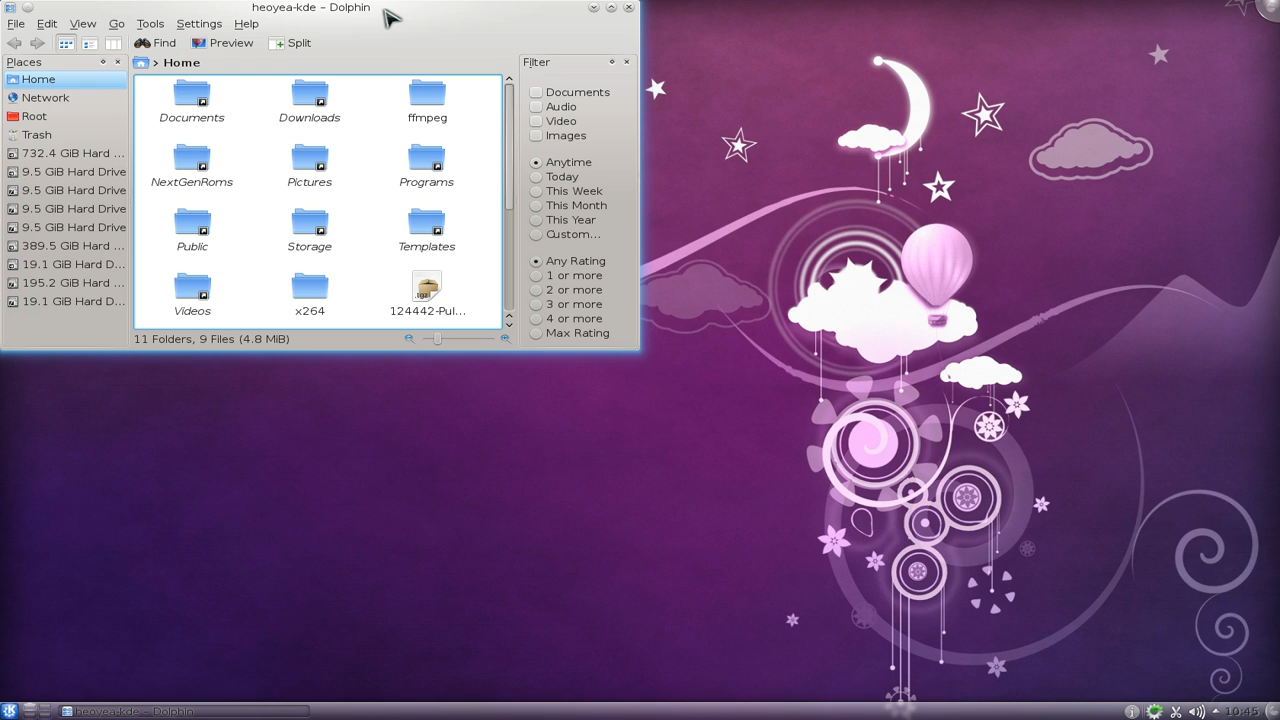 heoyea-kde – Dolphin
File Edit View Go Tools Settings Help
Find Preview Split
Places
Home
Network
Root
Trash
732.4 GiB Hard ...
9.5 GiB Hard Drive
9.5 GiB Hard Drive
9.5 GiB Hard Drive
9.5 GiB Hard Drive
389.5 GiB Hard ...
19.1 GiB Hard D...
195.2 GiB Hard ...
19.1 GiB Hard D...
> Home
Documents Downloads ffmpeg
NextGenRoms Pictures Programs
Public Storage Templates
.tgz
Videos x264 124442-Pul...
11 Folders, 9 Files (4.8 MiB)
Filter
Documents
Audio
Video
Images
Anytime
Today
This Week
This Month
This Year
Custom...
Any Rating
1 or more
2 or more
3 or more
4 or more
Max Rating
heoyea-kde – Dolphin
10:45